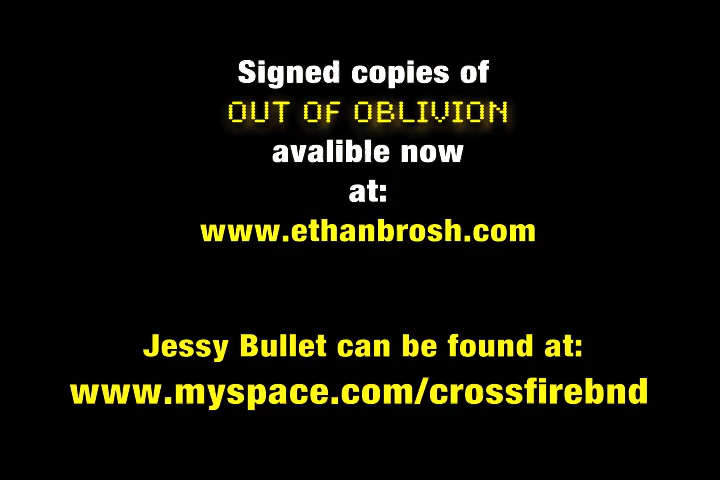 Signed copies of
OUT OF OBLIVION
avalible now
at:
www.ethanbrosh.com
Jessy Bullet can be found at:
www.myspace.com/crossfirebnd